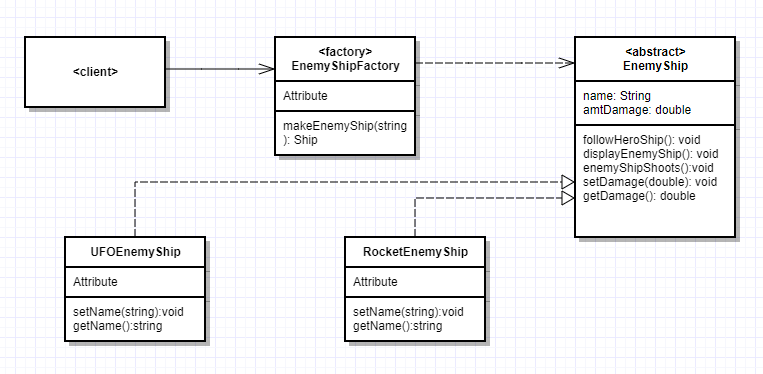 <client>
<factory>
EnemyShipFactory
Attribute
makeEnemyShip(string
): Ship
<abstract>
EnemyShip
name: String
amtDamage: double
followHeroShip(): void
displayEnemyShip(): void
enemyShipShoots():void
setDamage(double): void
getDamage(): double
UFOEnemyShip
Attribute
setName(string):void
getName():string
RocketEnemyShip
Attribute
setName(string):void
getName():string